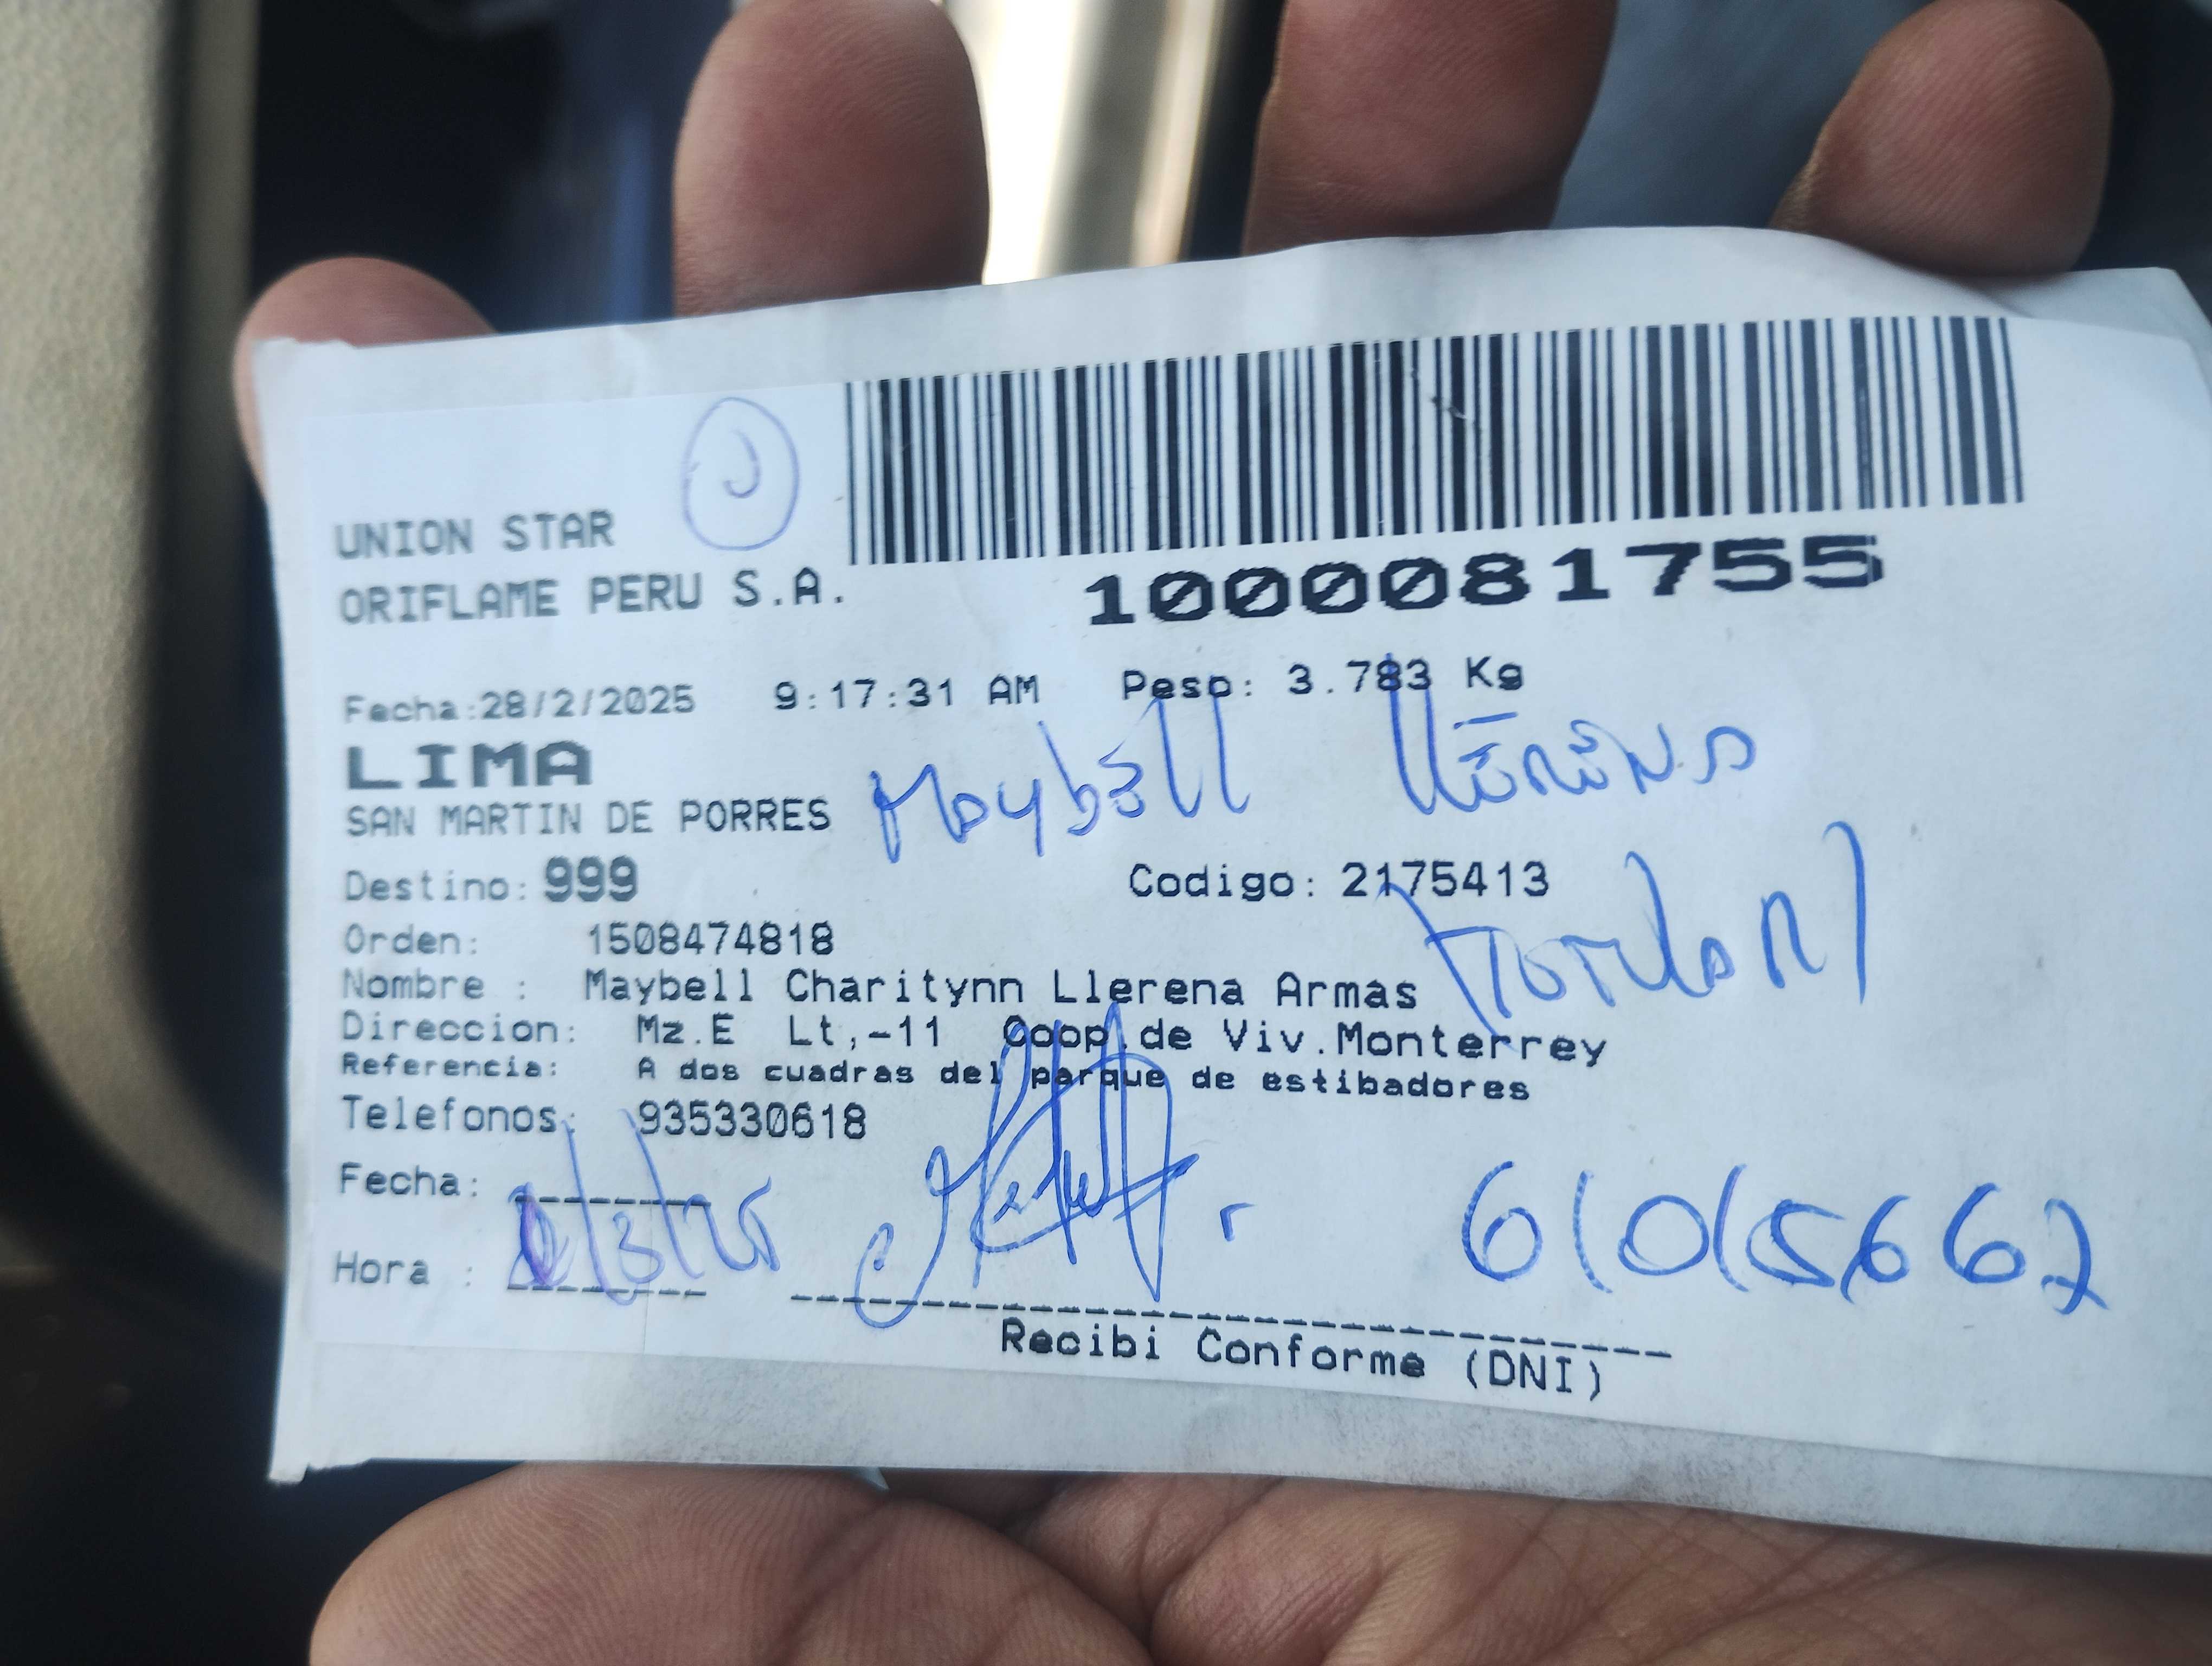 UNION STAR
ORIFLAME PERU S.A.
1000081755
Fecha:28/2/2025 9:17:31 AM Peso: 3.783 Kg
LIMA
SAN MARTIN DE PORRES
Maybell Llerena
Destino: 999 Codigo: 2175413
Orden: 1508474818
Nombre : Maybell Charitynn Llerena Armas
Direccion: Mz.E Lt,-11 Coop.de Viv.Monterrey
Referencia: A dos cuadras del parque de estibadores
Telefonos: 935330618
Fecha:
Hora :
61015662
Recibi Conforme (DNI)